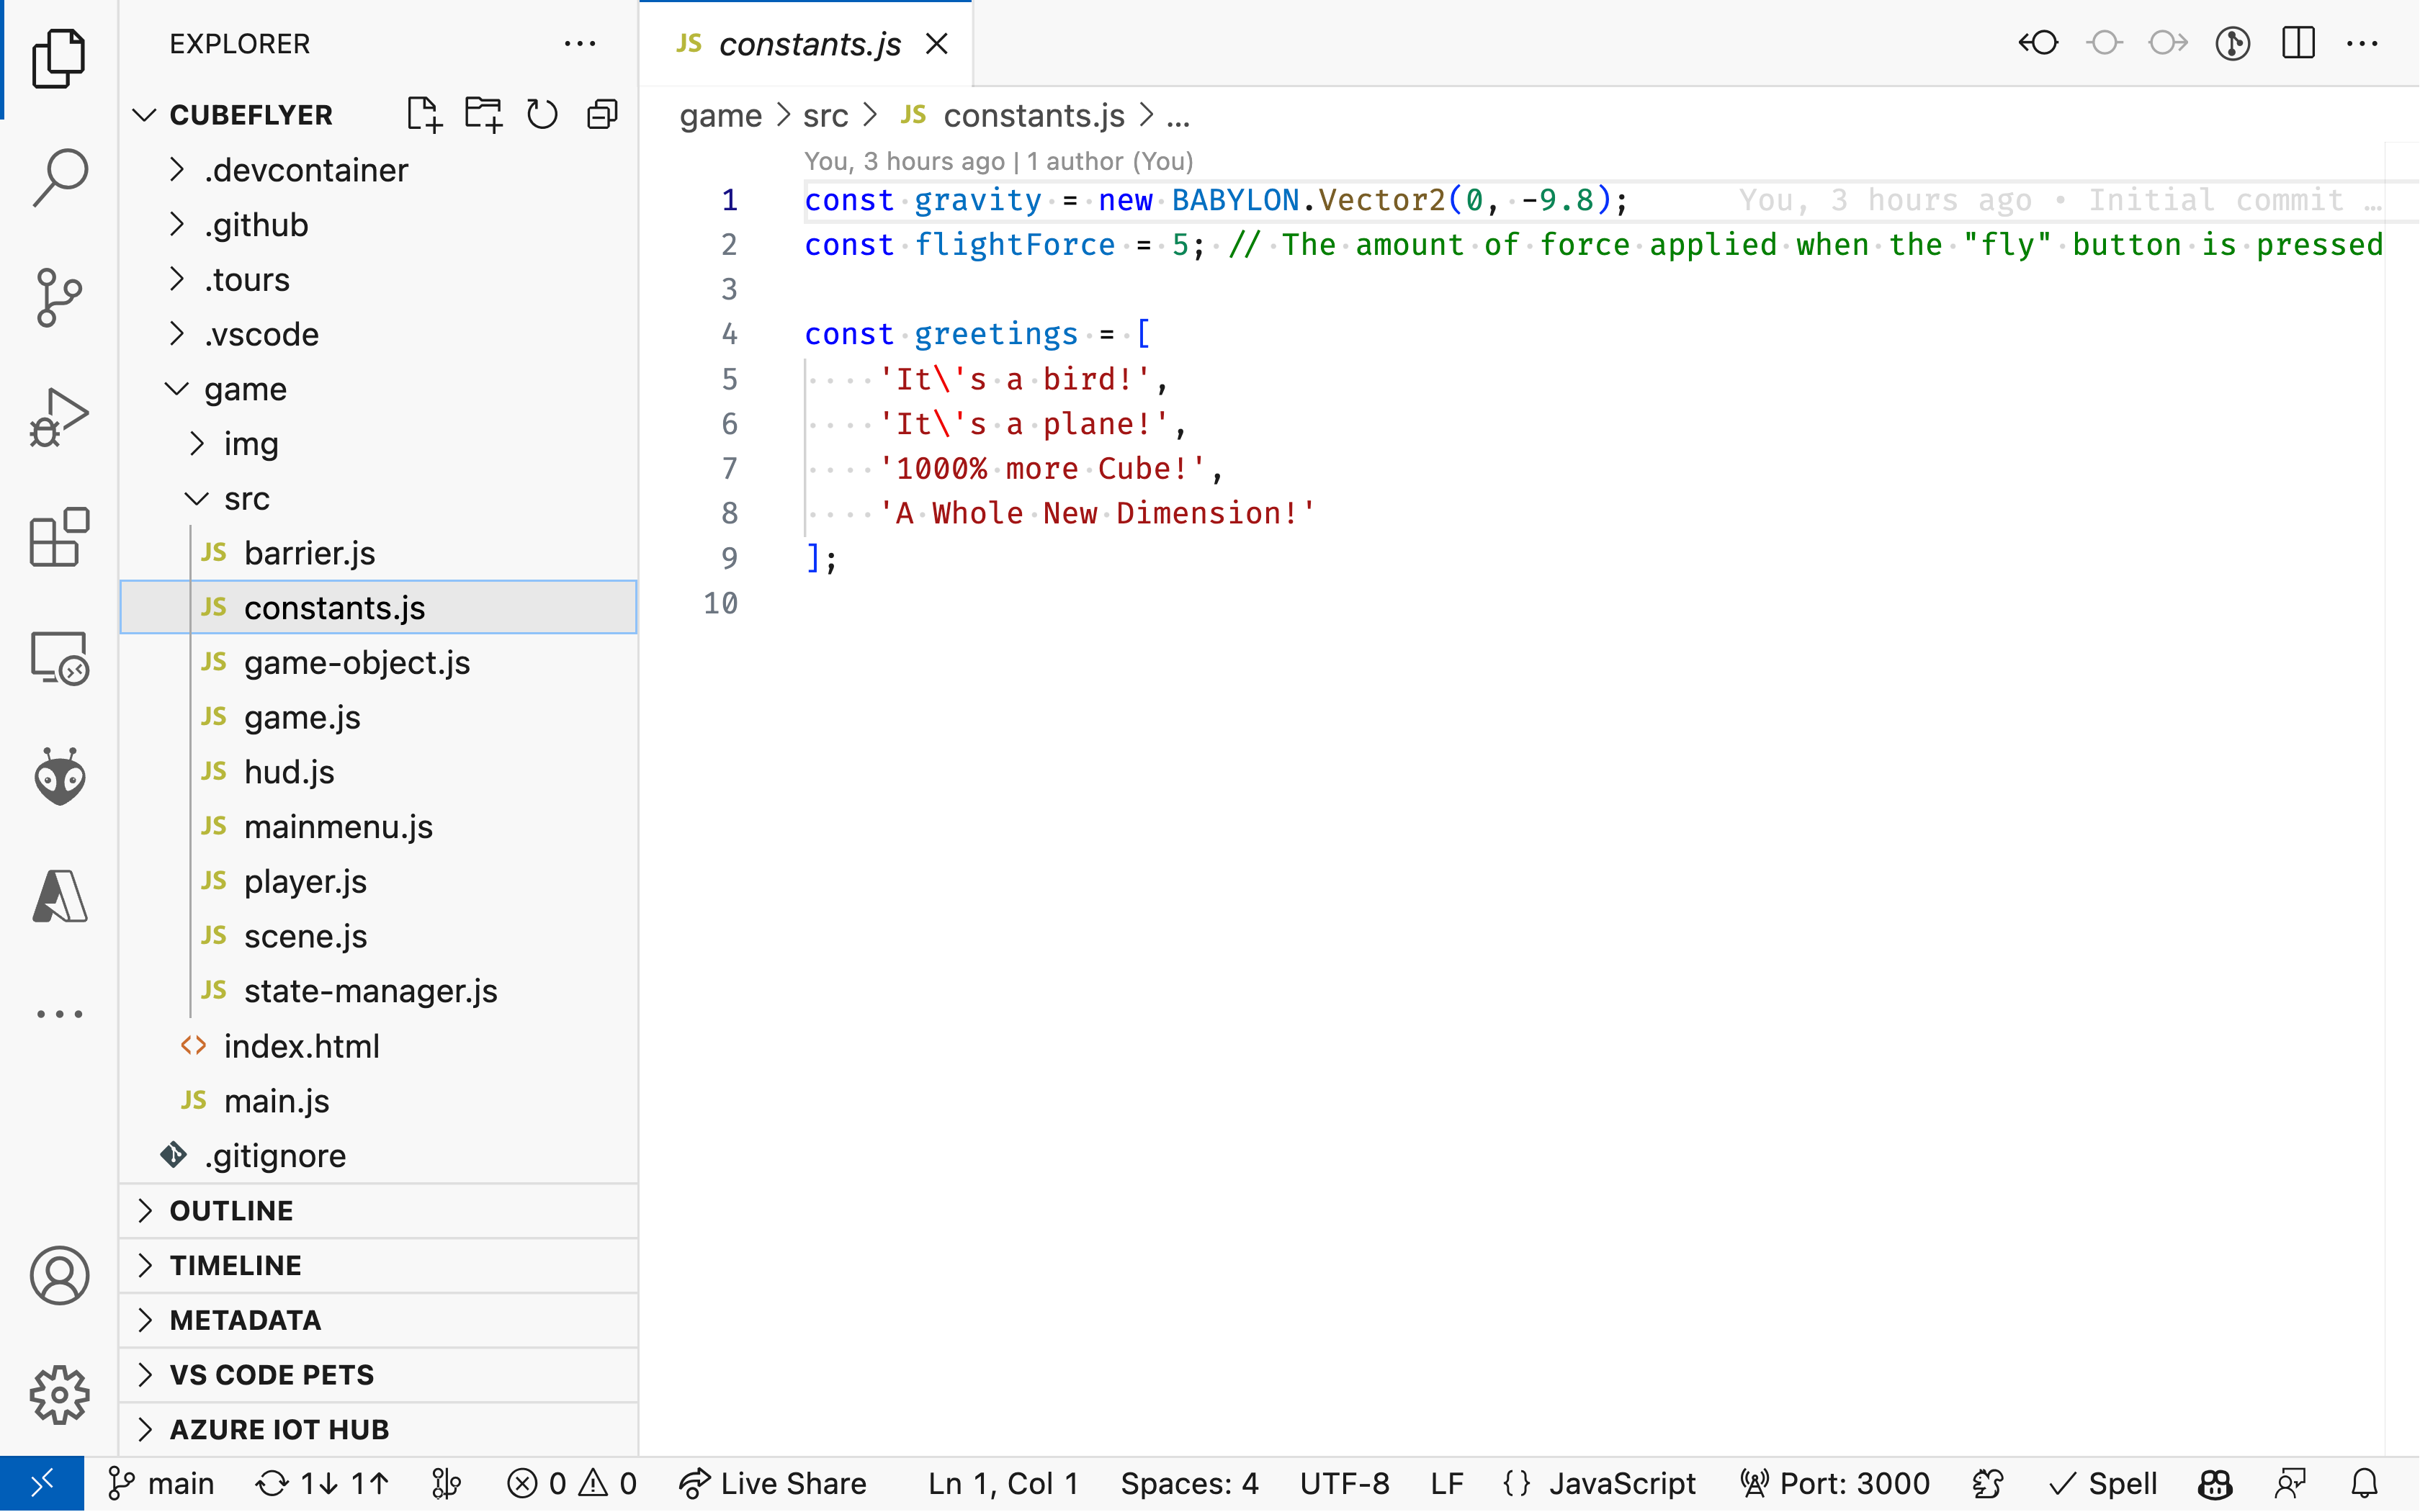 EXPLORER
CUBEFLYER
.devcontainer
.github
.tours
.vscode
game
img
src
JS barrier.js
JS constants.js
JS game-object.js
JS game.js
JS hud.js
JS mainmenu.js
JS player.js
JS scene.js
JS state-manager.js
<> index.html
JS main.js
.gitignore
OUTLINE
TIMELINE
METADATA
VS CODE PETS
AZURE IOT HUB
JS constants.js
game > src > JS constants.js > ...
You, 3 hours ago | 1 author (You)
1 const gravity = new BABYLON.Vector2(0, -9.8); You, 3 hours ago • Initial commit …
2 const flightForce = 5; // The amount of force applied when the "fly" button is pressed
3
4 const greetings = [
5 'It\'s a bird!',
6 'It\'s a plane!',
7 '1000% more Cube!',
8 'A Whole New Dimension!'
9 ];
10
main 1↓ 1↑ 0 0 Live Share Ln 1, Col 1 Spaces: 4 UTF-8 LF {} JavaScript Port: 3000 Spell